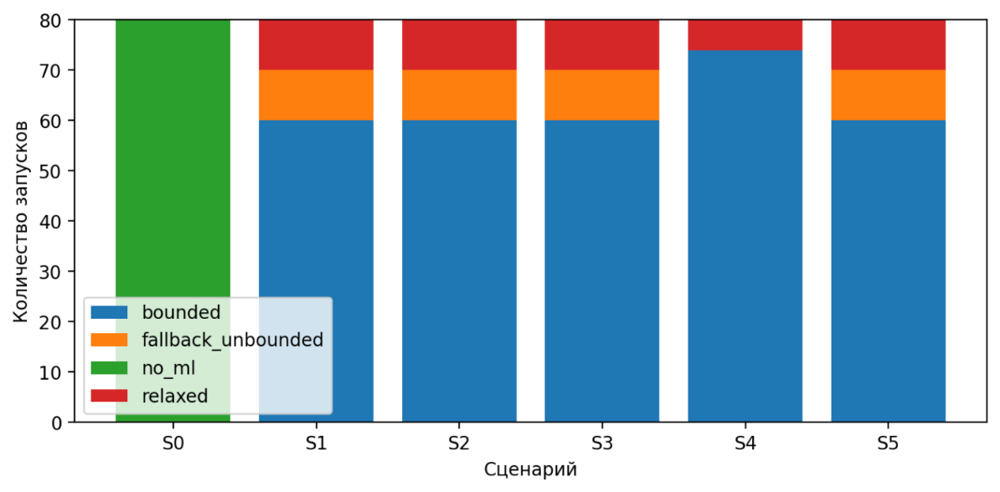 80
70
60
50
40
30
20
10
0
Количество запусков
bounded
fallback_unbounded
no_ml
relaxed
S0 S1 S2 S3 S4 S5
Сценарий